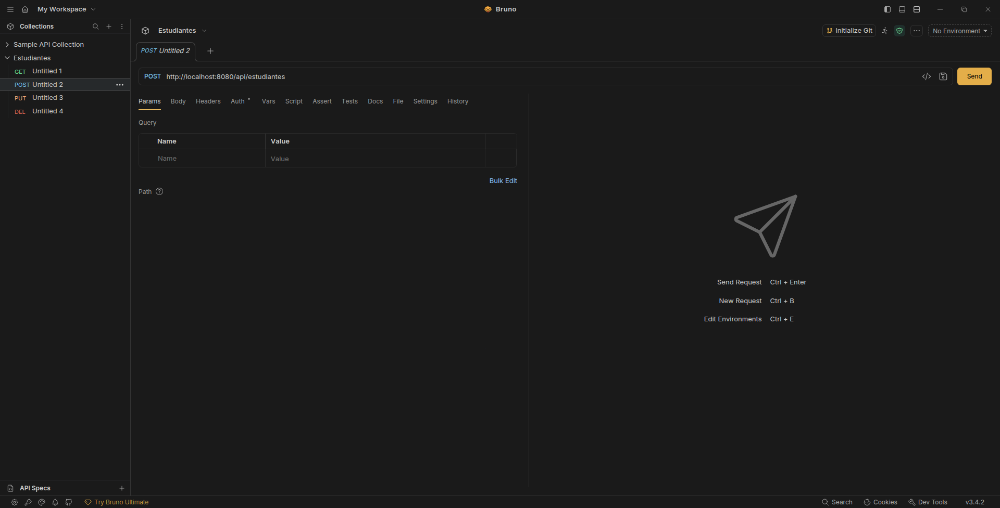 My Workspace
Bruno
Collections
Sample API Collection
Estudiantes
GET Untitled 1
POST Untitled 2
PUT Untitled 3
DEL Untitled 4
API Specs
Estudiantes
Initialize Git
No Environment
POST Untitled 2
POST http://localhost:8080/api/estudiantes
Send
Params Body Headers Auth Vars Script Assert Tests Docs File Settings History
Query
Name Value
Name Value
Bulk Edit
Path ?
Send Request Ctrl + Enter
New Request Ctrl + B
Edit Environments Ctrl + E
Try Bruno Ultimate
Search Cookies Dev Tools v3.4.2